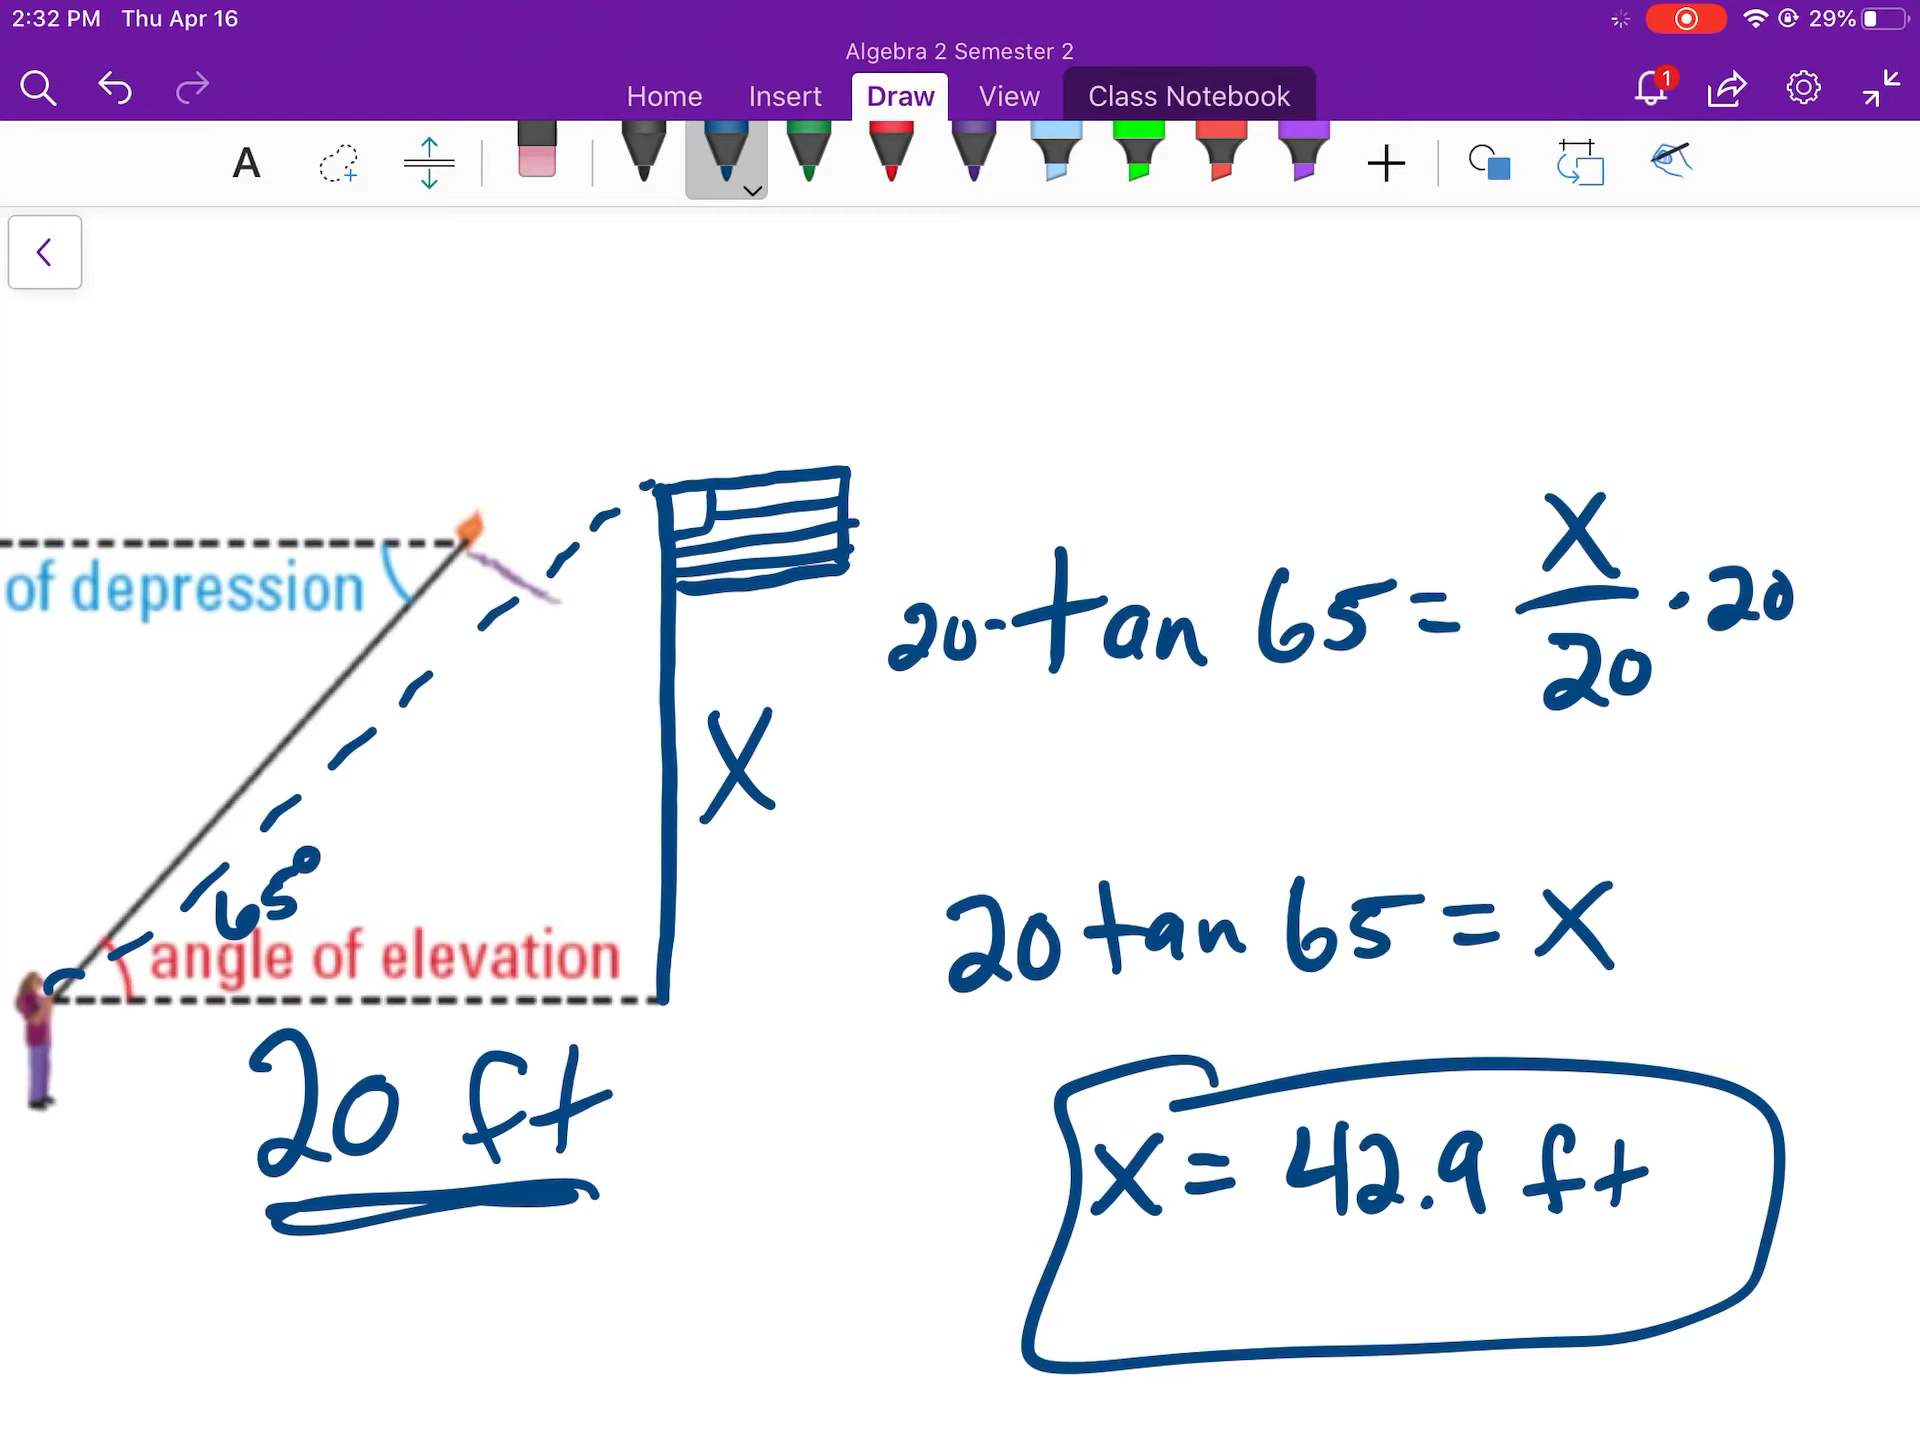 2:32 PM Thu Apr 16
29%
Algebra 2 Semester 2
Home Insert Draw View Class Notebook
1
A
of depression
65°
angle of elevation
20 ft
X
20·tan 65 = X/20 · 20
20 tan 65 = X
X = 42.9 ft